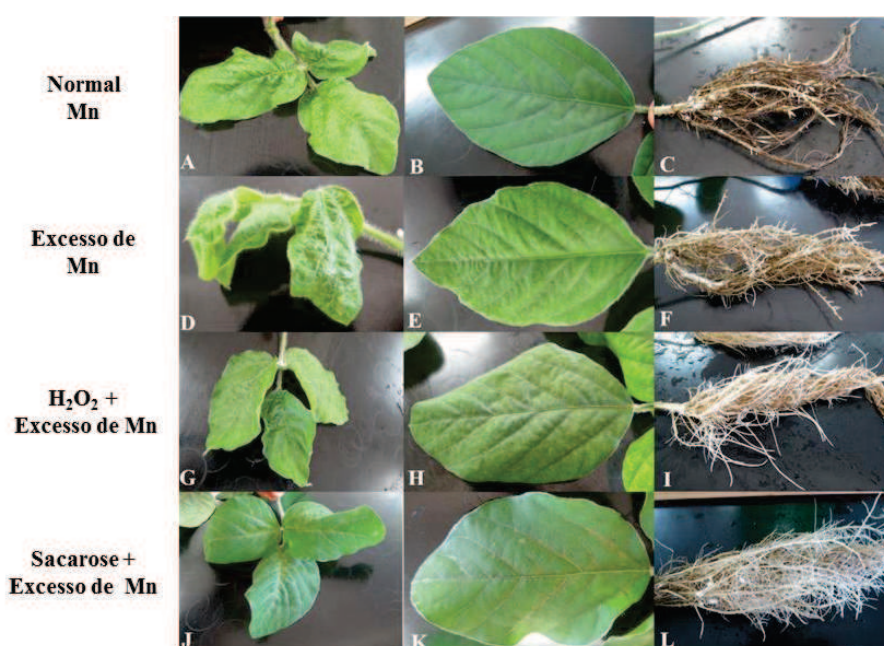 Normal
Mn
A
B
C
Excesso de
Mn
D
E
F
H₂O₂ +
Excesso de Mn
G
H
I
Sacarose +
Excesso de Mn
J
K
L